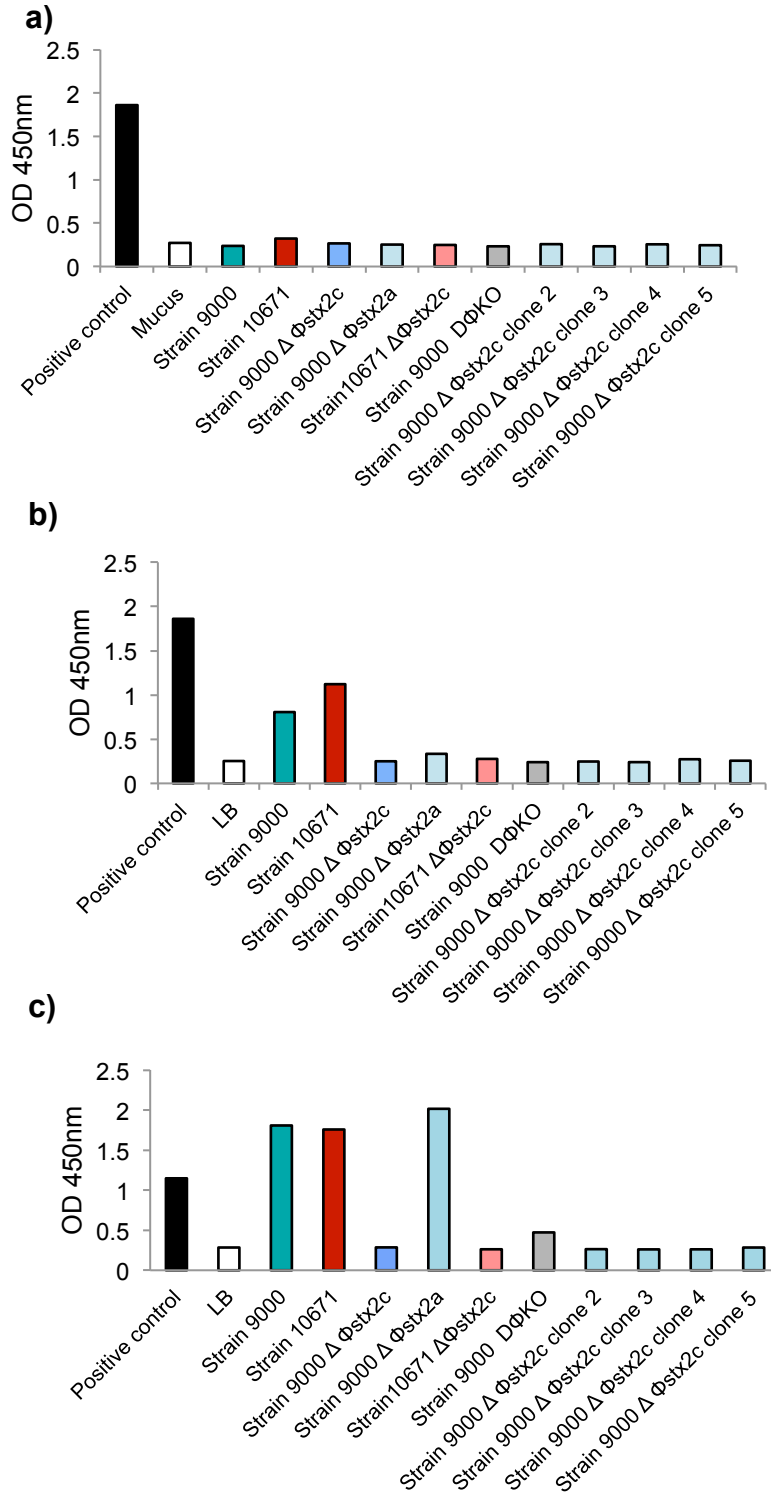 a)
2.5
2
1.5
1
0.5
0
OD 450nm
Positive control
Mucus
Strain 9000
Strain 10671
Strain 9000 Δ Φstx2c
Strain 9000 Δ Φstx2a
Strain10671 ΔΦstx2c
Strain 9000 DΦKO
Strain 9000 Δ Φstx2c clone 2
Strain 9000 Δ Φstx2c clone 3
Strain 9000 Δ Φstx2c clone 4
Strain 9000 Δ Φstx2c clone 5
b)
2.5
2
1.5
1
0.5
0
OD 450nm
Positive control
LB
Strain 9000
Strain 10671
Strain 9000 Δ Φstx2c
Strain 9000 Δ Φstx2a
Strain10671 ΔΦstx2c
Strain 9000 DΦKO
Strain 9000 Δ Φstx2c clone 2
Strain 9000 Δ Φstx2c clone 3
Strain 9000 Δ Φstx2c clone 4
Strain 9000 Δ Φstx2c clone 5
c)
2.5
2
1.5
1
0.5
0
OD 450nm
Positive control
LB
Strain 9000
Strain 10671
Strain 9000 Δ Φstx2c
Strain 9000 Δ Φstx2a
Strain10671 ΔΦstx2c
Strain 9000 DΦKO
Strain 9000 Δ Φstx2c clone 2
Strain 9000 Δ Φstx2c clone 3
Strain 9000 Δ Φstx2c clone 4
Strain 9000 Δ Φstx2c clone 5